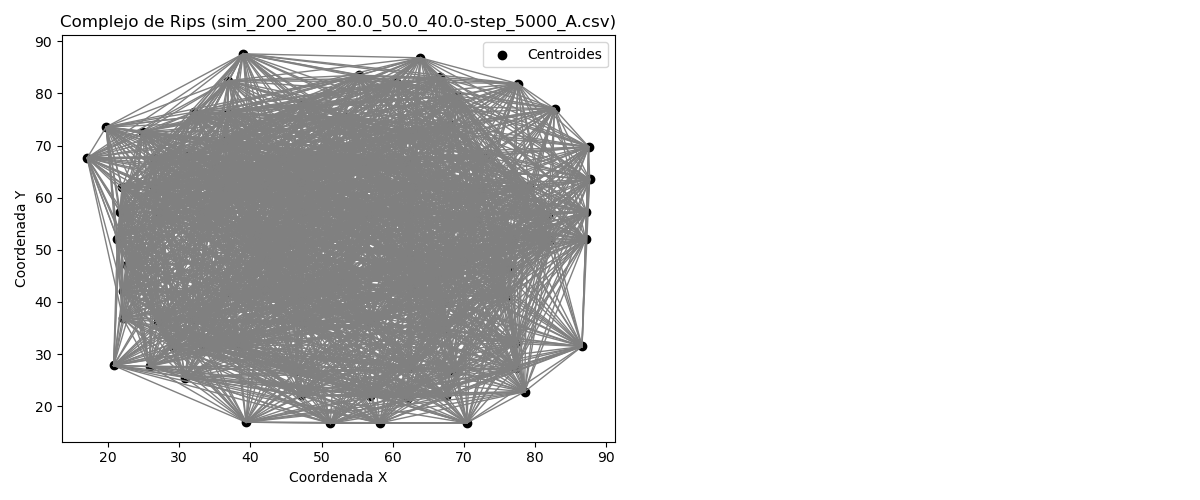 Complejo de Rips (sim_200_200_80.0_50.0_40.0-step_5000_A.csv)
Centroides
90
80
70
60
50
40
30
20
Coordenada Y
20 30 40 50 60 70 80 90
Coordenada X